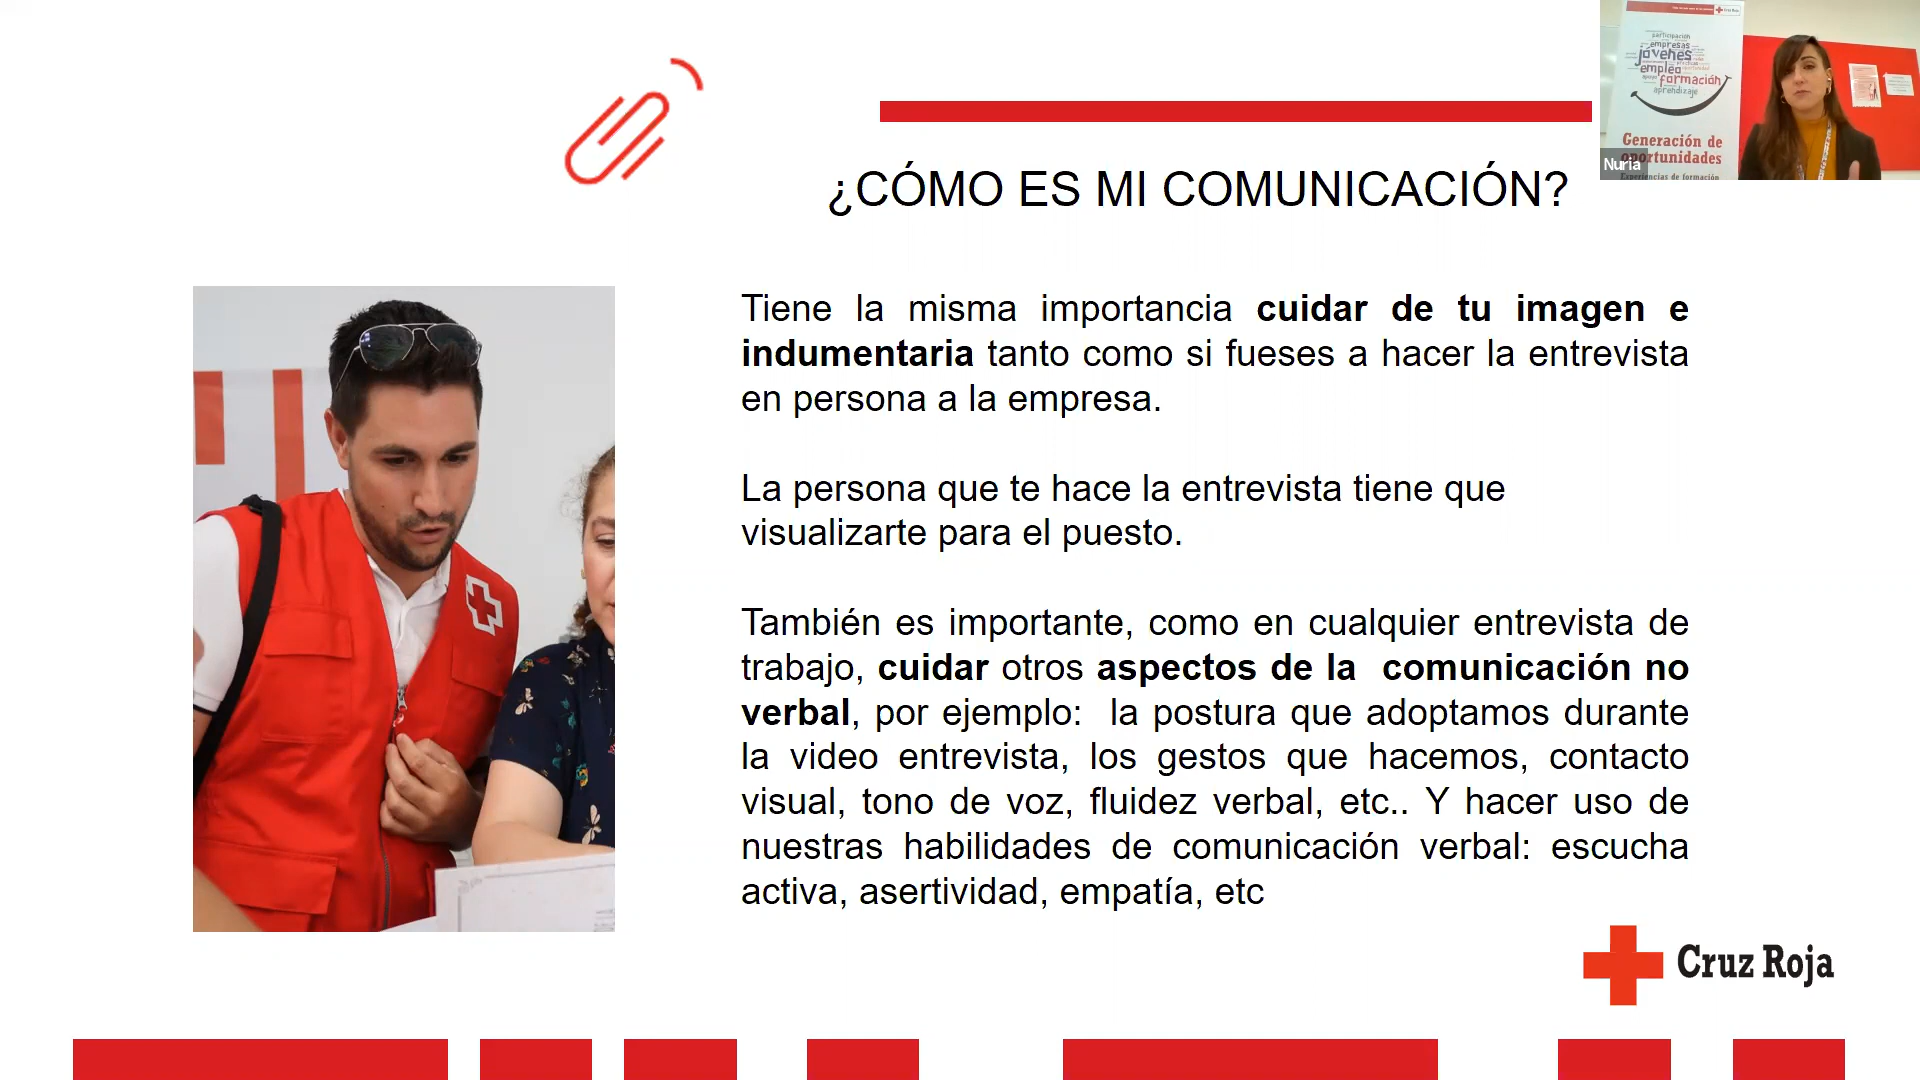 ¿CÓMO ES MI COMUNICACIÓN?
Tiene la misma importancia cuidar de tu imagen e
indumentaria tanto como si fueses a hacer la entrevista
en persona a la empresa.
La persona que te hace la entrevista tiene que
visualizarte para el puesto.
También es importante, como en cualquier entrevista de
trabajo, cuidar otros aspectos de la comunicación no
verbal, por ejemplo: la postura que adoptamos durante
la video entrevista, los gestos que hacemos, contacto
visual, tono de voz, fluidez verbal, etc.. Y hacer uso de
nuestras habilidades de comunicación verbal: escucha
activa, asertividad, empatía, etc
Cruz Roja
participación
empresas
jóvenes
empleo
formación
aprendizaje
Generación de
oportunidades
Experiencias de formación
Nuria